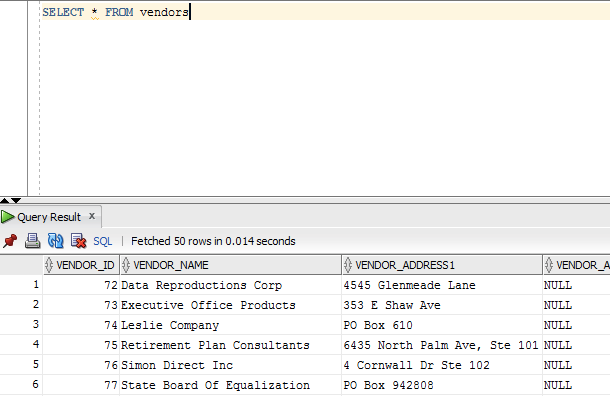 SELECT * FROM vendors
Query Result x
SQL | Fetched 50 rows in 0.014 seconds
VENDOR_ID VENDOR_NAME VENDOR_ADDRESS1 VENDOR_A
1 72 Data Reproductions Corp 4545 Glenmeade Lane NULL
2 73 Executive Office Products 353 E Shaw Ave NULL
3 74 Leslie Company PO Box 610 NULL
4 75 Retirement Plan Consultants 6435 North Palm Ave, Ste 101 NULL
5 76 Simon Direct Inc 4 Cornwall Dr Ste 102 NULL
6 77 State Board Of Equalization PO Box 942808 NULL